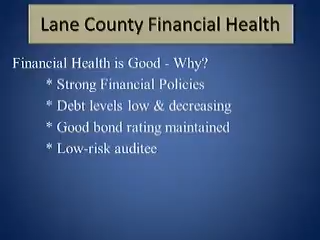 Lane County Financial Health
Financial Health is Good - Why?
* Strong Financial Policies
* Debt levels low & decreasing
* Good bond rating maintained
* Low-risk auditee